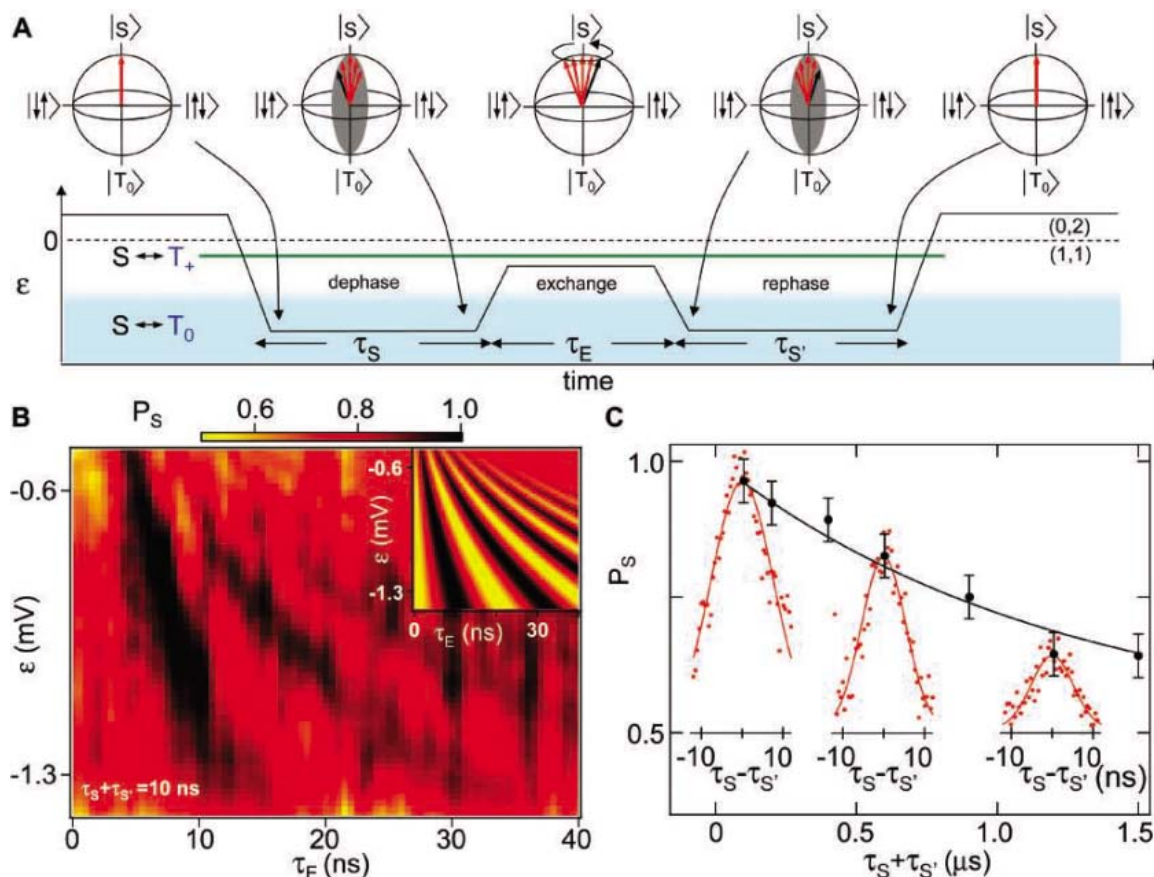 A
|S⟩ |S⟩ |S⟩ |S⟩ |S⟩
|↓↑⟩ |↑↓⟩ |↓↑⟩ |↑↓⟩ |↓↑⟩ |↑↓⟩ |↓↑⟩ |↑↓⟩ |↓↑⟩ |↑↓⟩
|T₀⟩ |T₀⟩ |T₀⟩ |T₀⟩ |T₀⟩
0 (0,2)
S ↔ T₊ (1,1)
ε dephase exchange rephase
S ↔ T₀
τS τE τS'
time
B
PS 0.6 0.8 1.0
-0.6
ε (mV)
-1.3
τS+τS' =10 ns
0 10 20 30 40
τE (ns)
-0.6
ε (mV)
-1.3
0 τE (ns) 30
C
1.0
PS
0.5
-10 10 -10 10 -10 10
τS-τS' τS-τS' τS-τS' (ns)
0 0.5 1.0 1.5
τS+τS' (μs)